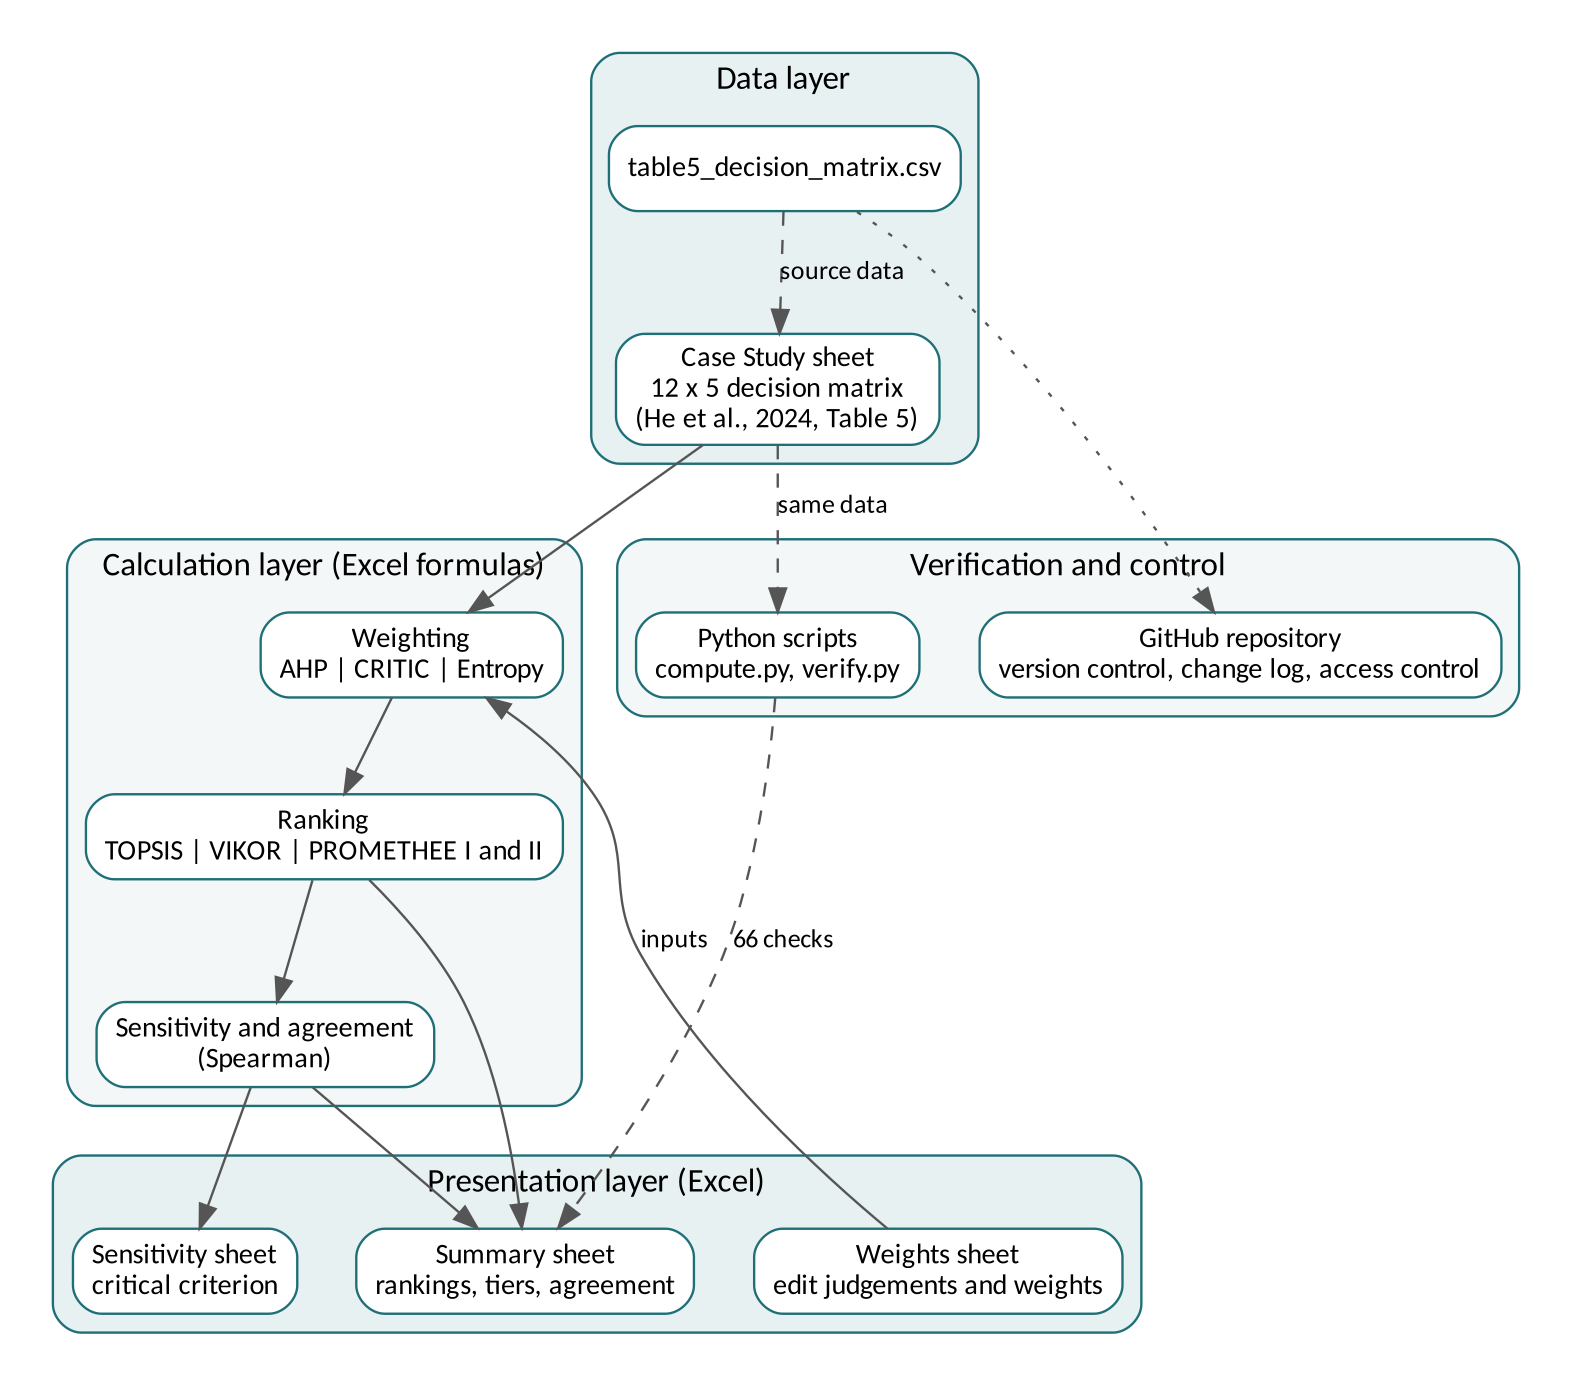 Data layer
table5_decision_matrix.csv
source data
Case Study sheet
12 x 5 decision matrix
(He et al., 2024, Table 5)
same data
Calculation layer (Excel formulas)
Verification and control
Weighting
AHP | CRITIC | Entropy
Python scripts
compute.py, verify.py
GitHub repository
version control, change log, access control
Ranking
TOPSIS | VIKOR | PROMETHEE I and II
inputs
66 checks
Sensitivity and agreement
(Spearman)
Presentation layer (Excel)
Sensitivity sheet
critical criterion
Summary sheet
rankings, tiers, agreement
Weights sheet
edit judgements and weights